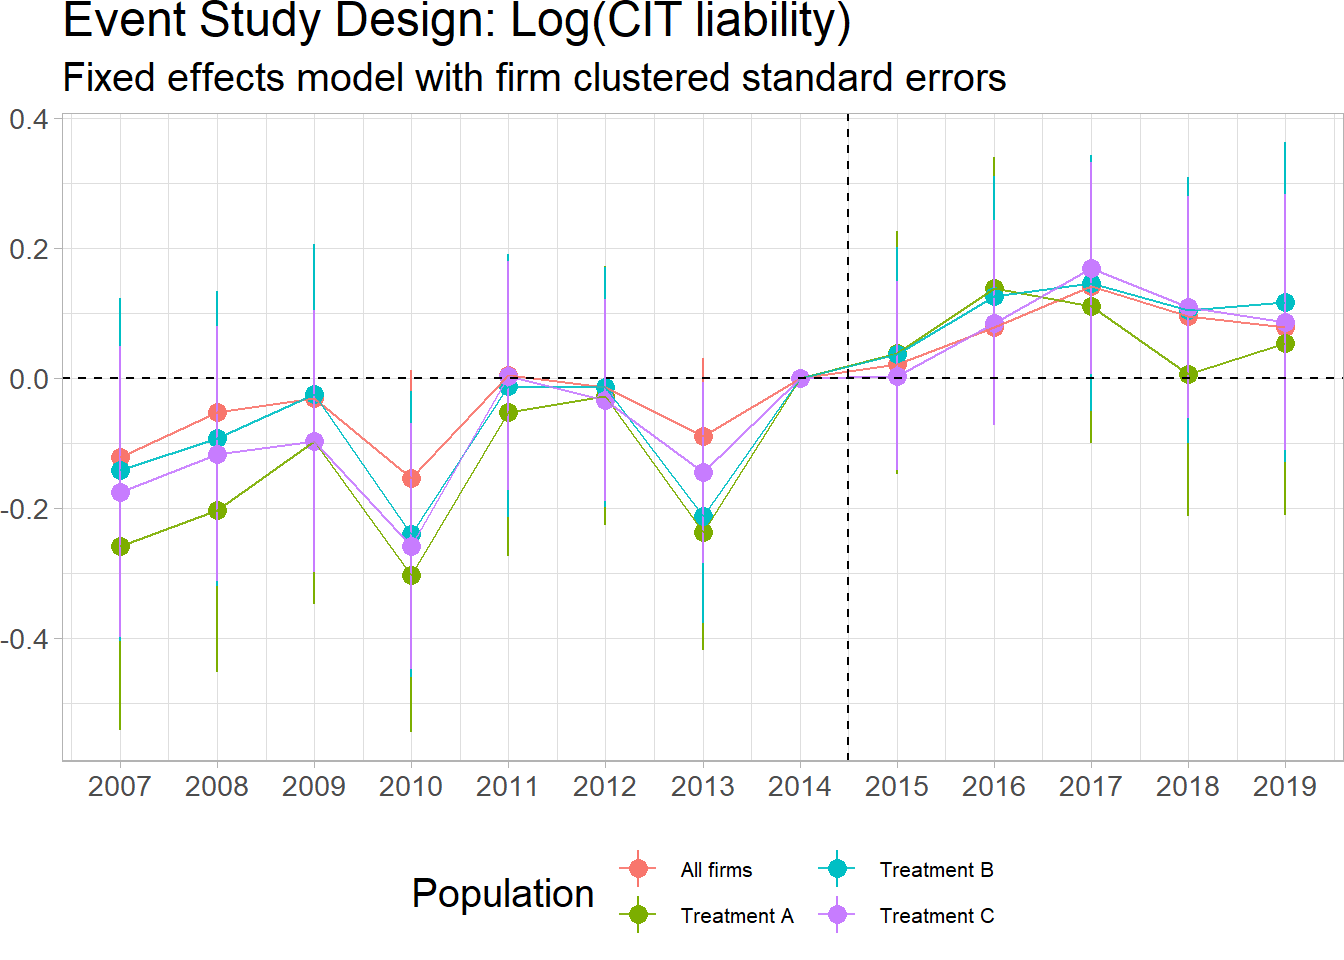 Event Study Design: Log(CIT liability)
Fixed effects model with firm clustered standard errors
0.4
0.2
0.0
-0.2
-0.4
2007 2008 2009 2010 2011 2012 2013 2014 2015 2016 2017 2018 2019
Population
All firms
Treatment B
Treatment A
Treatment C